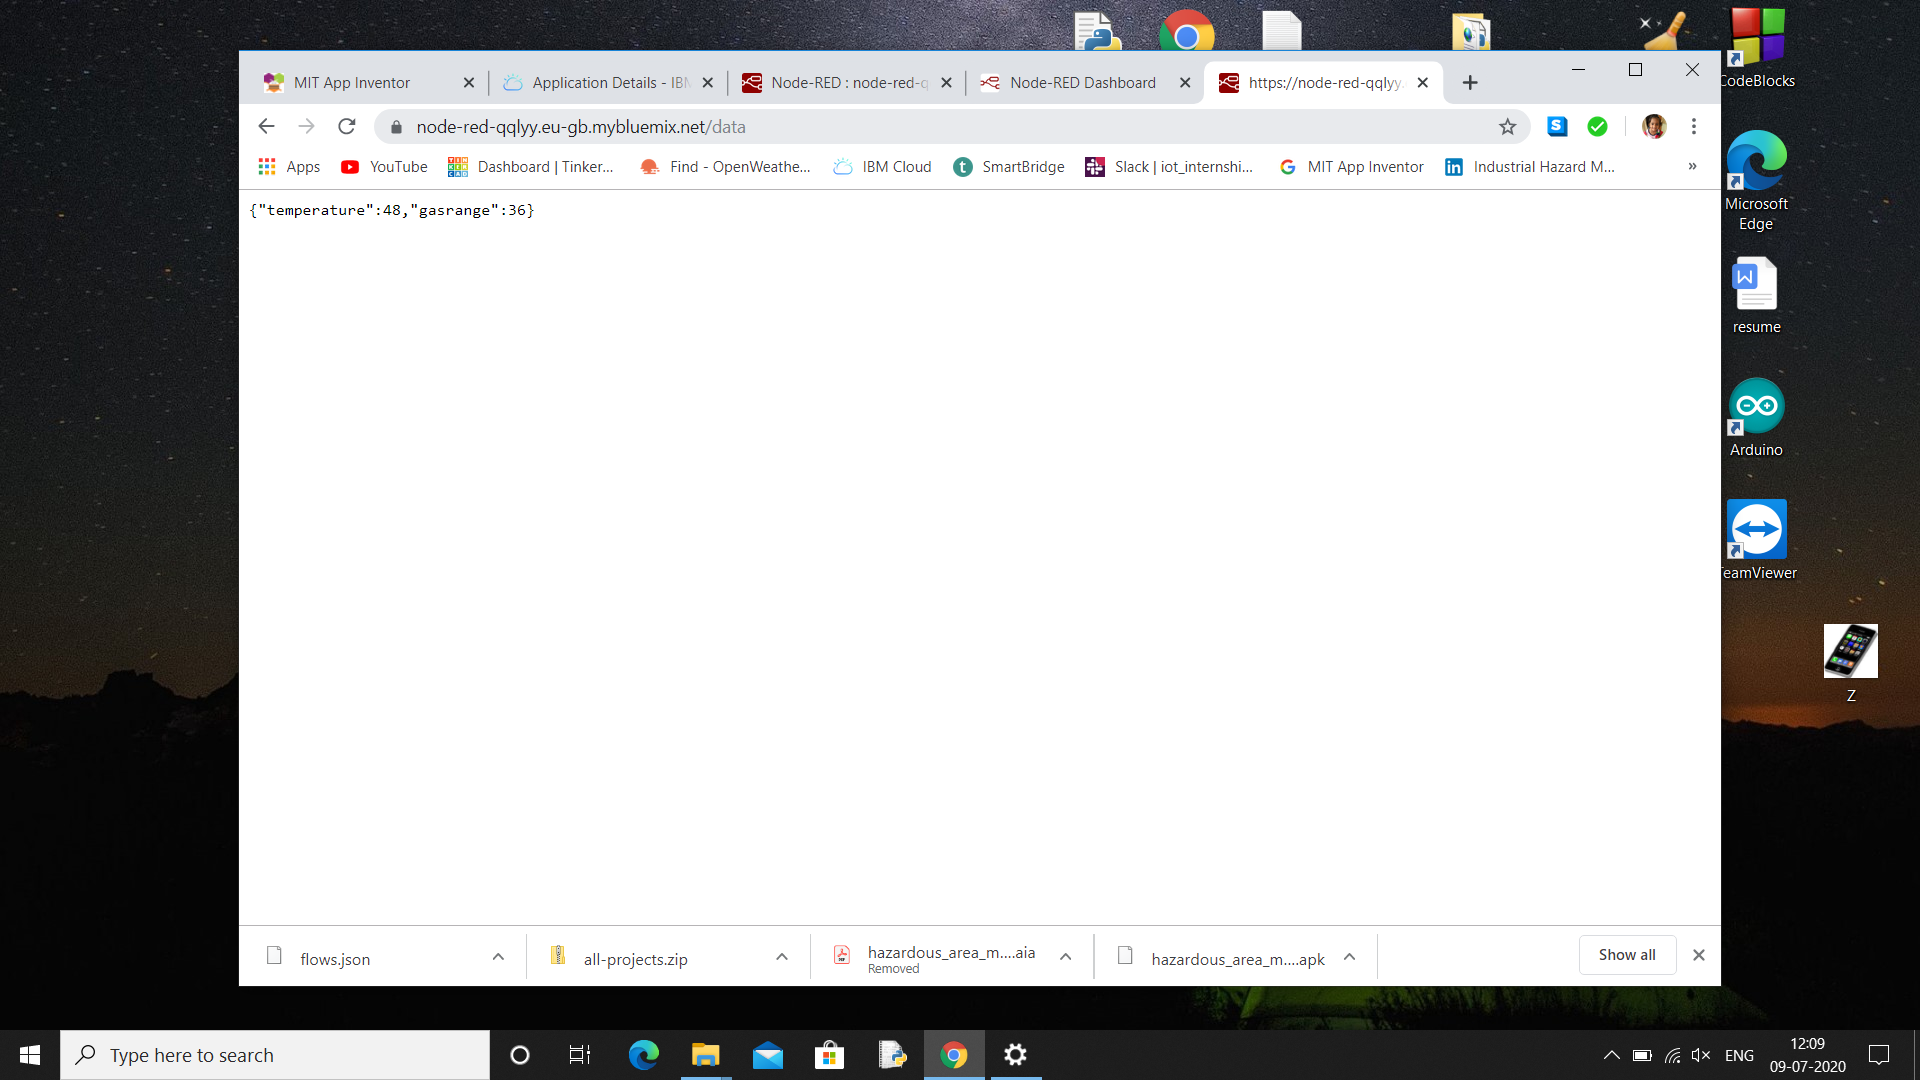 CodeBlocks
MIT App Inventor
Application Details - IBM
Node-RED : node-red-q
Node-RED Dashboard
https://node-red-qqlyy.
node-red-qqlyy.eu-gb.mybluemix.net/data
Apps
YouTube
Dashboard | Tinker...
Find - OpenWeathe...
IBM Cloud
SmartBridge
Slack | iot_internshi...
MIT App Inventor
Industrial Hazard M...
»
{"temperature":48,"gasrange":36}
Microsoft
Edge
resume
Arduino
TeamViewer
Z
flows.json
all-projects.zip
hazardous_area_m....aia
Removed
hazardous_area_m....apk
Show all
Type here to search
ENG
12:09
09-07-2020